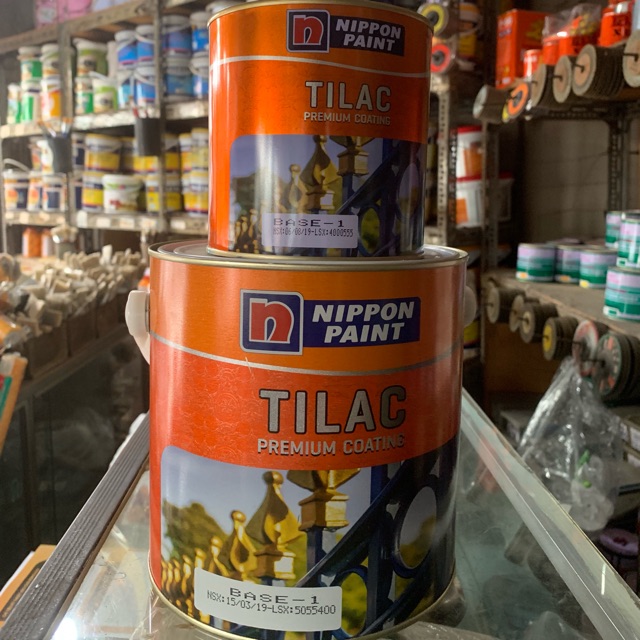 n
NIPPON
PAINT
TILAC
PREMIUM COATING
BASE-1
n
NIPPON
PAINT
TILAC
PREMIUM COATING
BASE-1
NSX:15/03/19-LSX:5055400